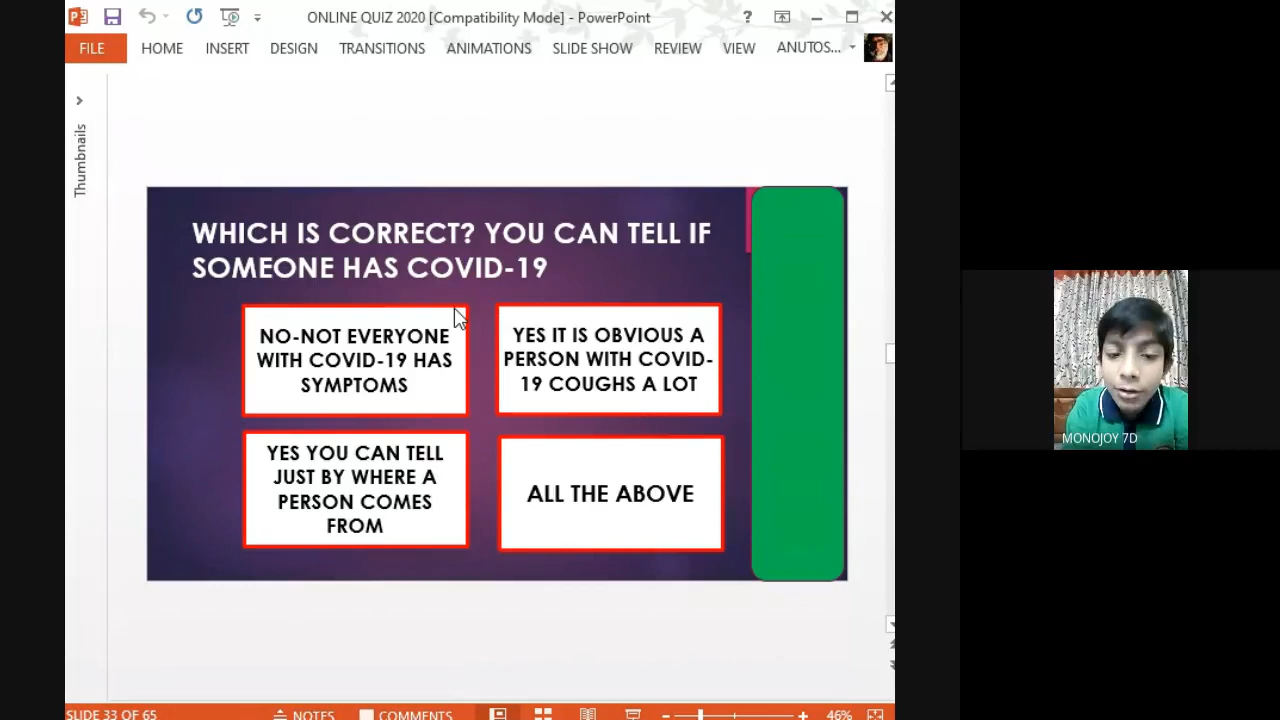 ONLINE QUIZ 2020 [Compatibility Mode] - PowerPoint
?
FILE HOME INSERT DESIGN TRANSITIONS ANIMATIONS SLIDE SHOW REVIEW VIEW ANUTOS...
Thumbnails
WHICH IS CORRECT? YOU CAN TELL IF
SOMEONE HAS COVID-19
NO-NOT EVERYONE
WITH COVID-19 HAS
SYMPTOMS
YES IT IS OBVIOUS A
PERSON WITH COVID-
19 COUGHS A LOT
YES YOU CAN TELL
JUST BY WHERE A
PERSON COMES
FROM
ALL THE ABOVE
MONOJOY 7D
SLIDE 33 OF 65 NOTES COMMENTS 46%